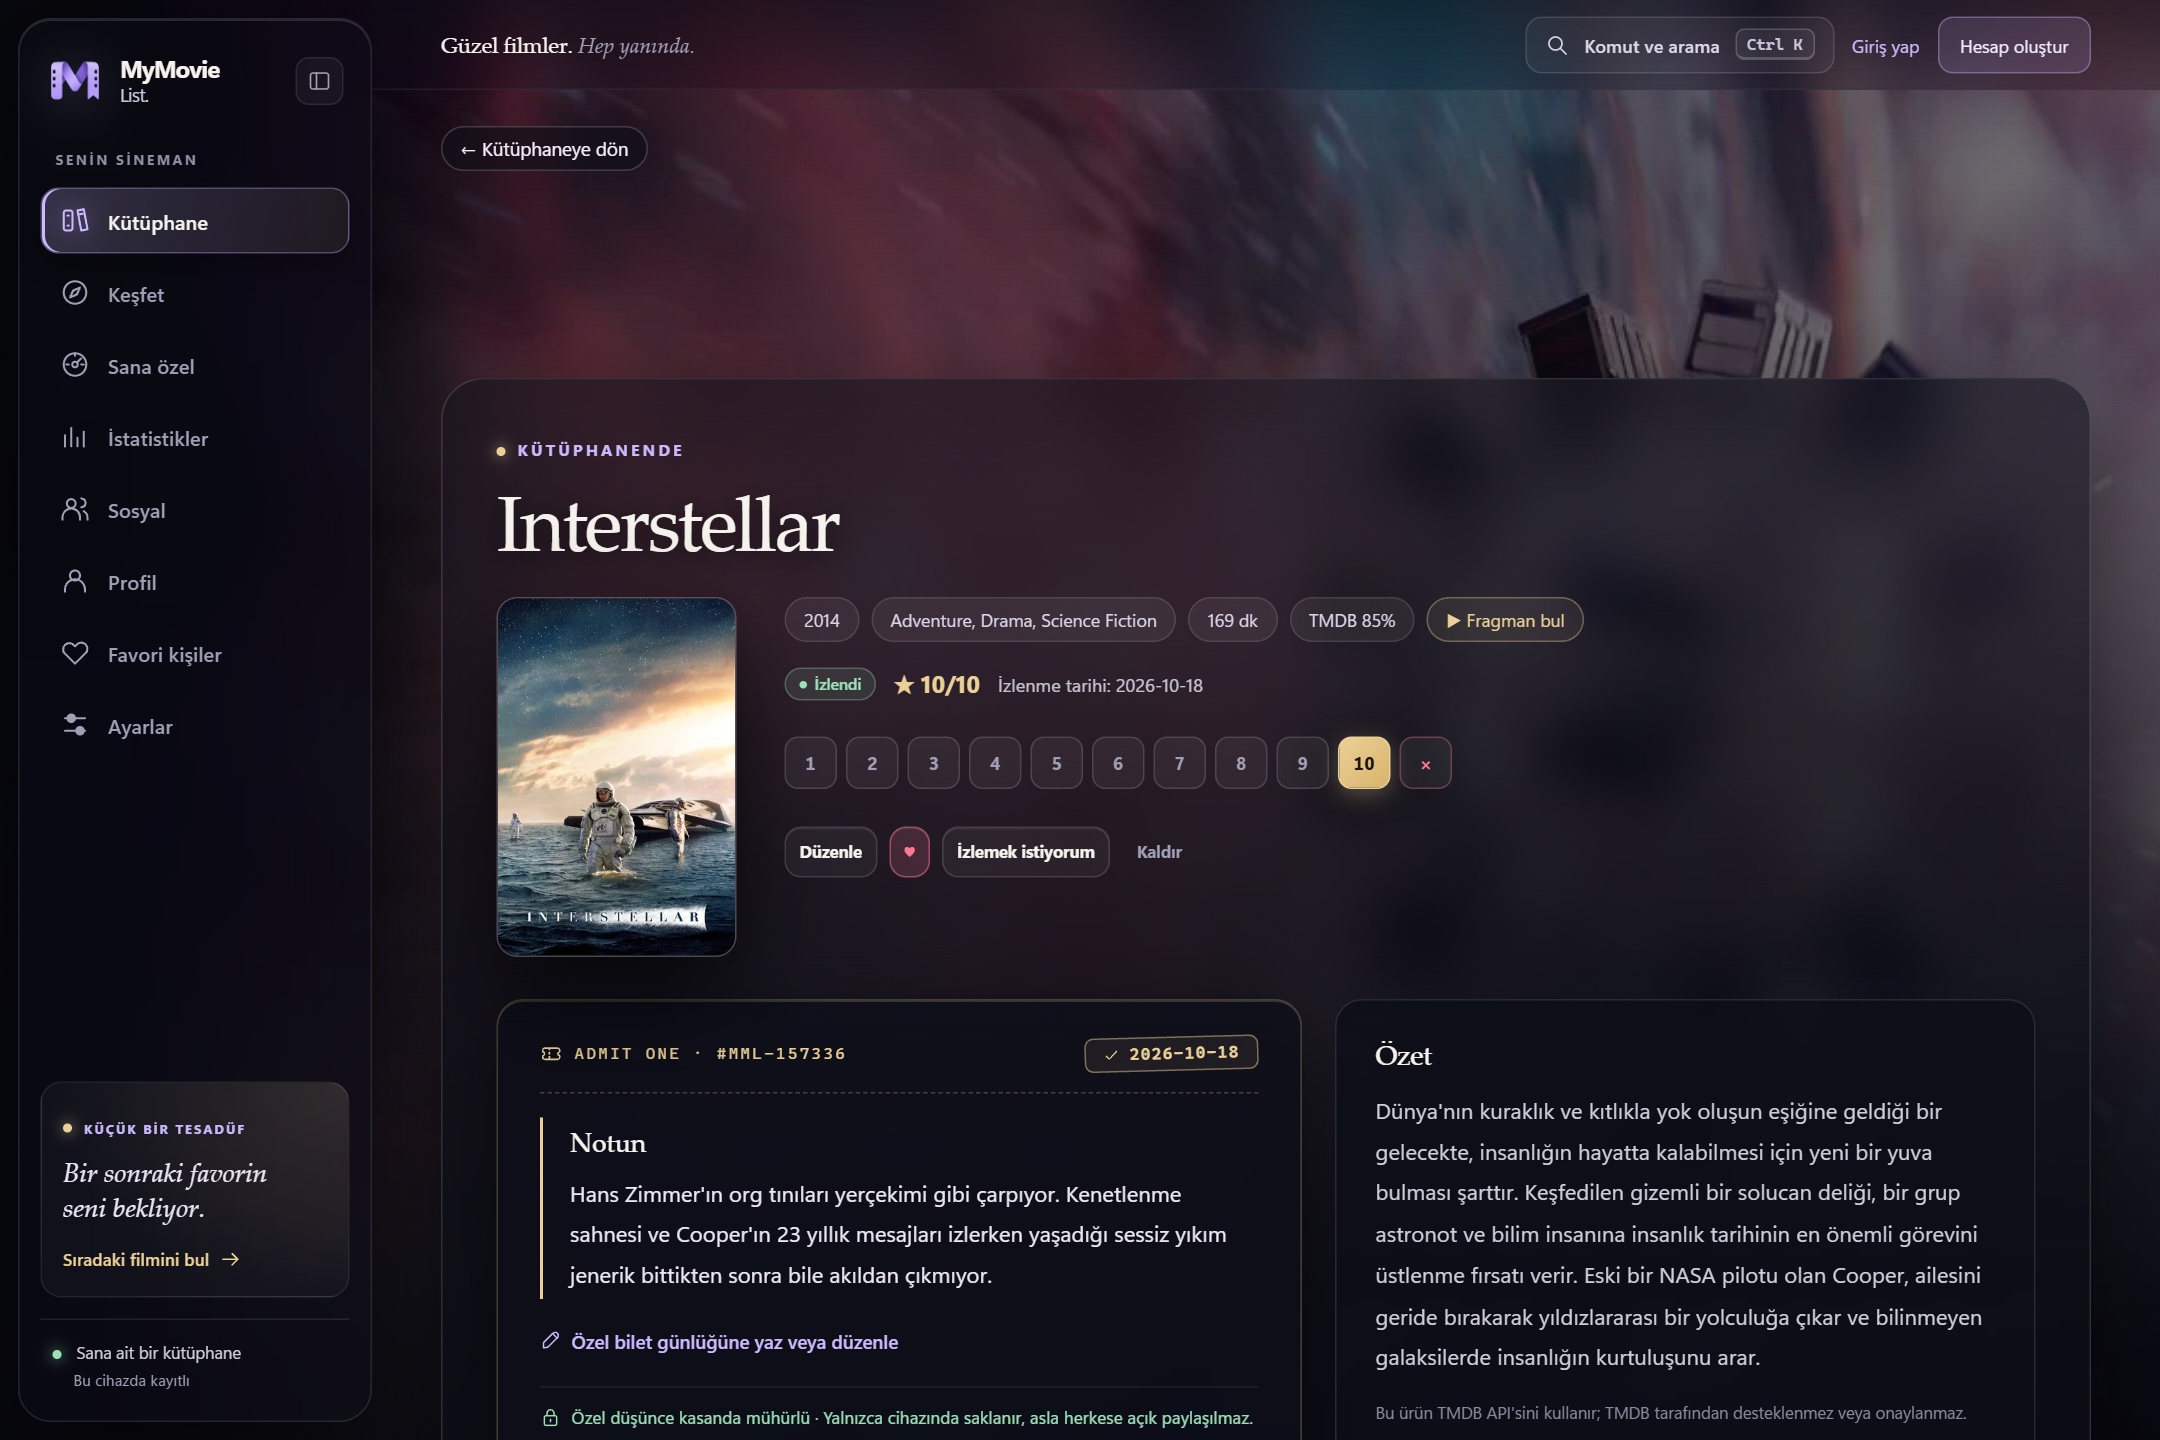 MyMovie
List.
SENİN SİNEMAN
Kütüphane
Keşfet
Sana özel
İstatistikler
Sosyal
Profil
Favori kişiler
Ayarlar
KÜÇÜK BİR TESADÜF
Bir sonraki favorin
seni bekliyor.
Sıradaki filmini bul →
Sana ait bir kütüphane
Bu cihazda kayıtlı
Güzel filmler. Hep yanında.
Komut ve arama Ctrl K
Giriş yap
Hesap oluştur
← Kütüphaneye dön
KÜTÜPHANENDE
Interstellar
INTERSTELLAR
2014
Adventure, Drama, Science Fiction
169 dk
TMDB 85%
▶ Fragman bul
İzlendi
★ 10/10
İzlenme tarihi: 2026-10-18
1 2 3 4 5 6 7 8 9 10 ×
Düzenle
♥
İzlemek istiyorum
Kaldır
ADMIT ONE · #MML-157336
✓ 2026-10-18
Notun
Hans Zimmer'ın org tınıları yerçekimi gibi çarpıyor. Kenetlenme
sahnesi ve Cooper'ın 23 yıllık mesajları izlerken yaşadığı sessiz yıkım
jenerik bittikten sonra bile akıldan çıkmıyor.
Özel bilet günlüğüne yaz veya düzenle
Özel düşünce kasanda mühürlü · Yalnızca cihazında saklanır, asla herkese açık paylaşılmaz.
Özet
Dünya'nın kuraklık ve kıtlıkla yok oluşun eşiğine geldiği bir
gelecekte, insanlığın hayatta kalabilmesi için yeni bir yuva
bulması şarttır. Keşfedilen gizemli bir solucan deliği, bir grup
astronot ve bilim insanına insanlık tarihinin en önemli görevini
üstlenme fırsatı verir. Eski bir NASA pilotu olan Cooper, ailesini
geride bırakarak yıldızlararası bir yolculuğa çıkar ve bilinmeyen
galaksilerde insanlığın kurtuluşunu arar.
Bu ürün TMDB API'sini kullanır; TMDB tarafından desteklenmez veya onaylanmaz.